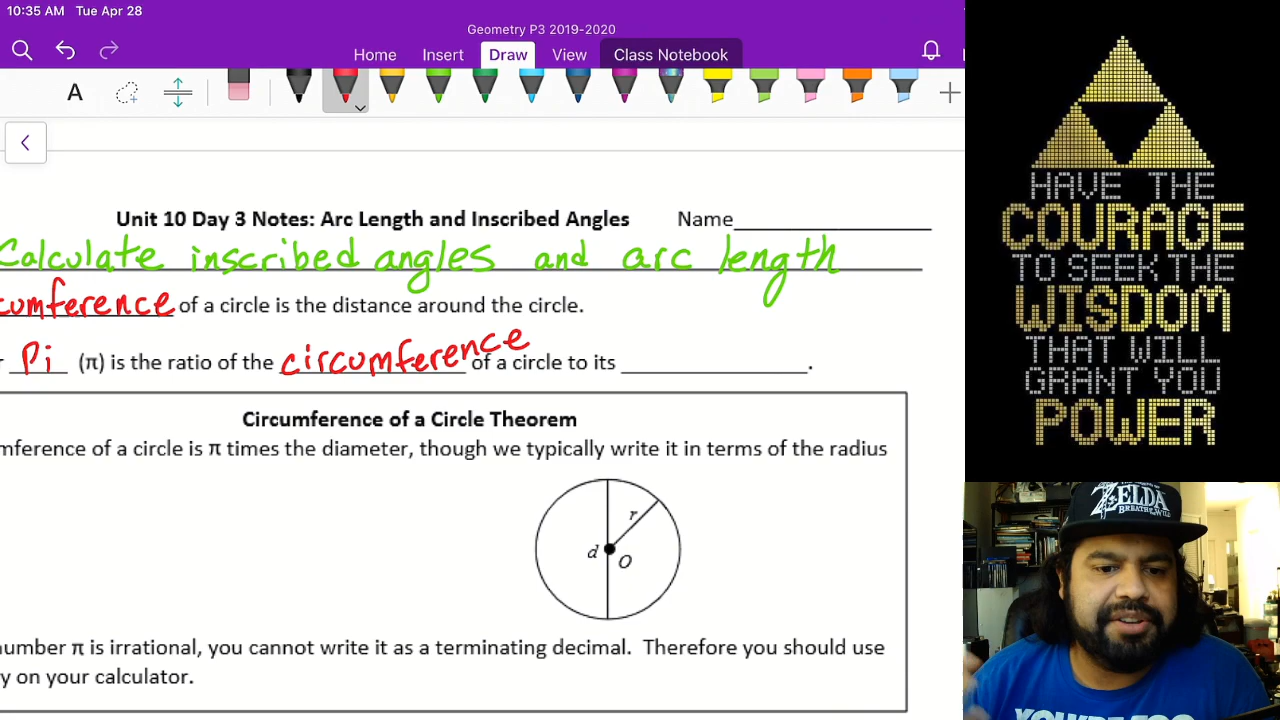 10:35 AM Tue Apr 28
Geometry P3 2019-2020
Home Insert Draw View Class Notebook
A
Unit 10 Day 3 Notes: Arc Length and Inscribed Angles Name
Calculate inscribed angles and arc length
cumference of a circle is the distance around the circle.
r Pi (π) is the ratio of the circumference of a circle to its .
Circumference of a Circle Theorem
mference of a circle is π times the diameter, though we typically write it in terms of the radius
r
d
O
number π is irrational, you cannot write it as a terminating decimal. Therefore you should use
y on your calculator.
HAVE THE
COURAGE
TO SEEK THE
WISDOM
THAT WILL
GRANT YOU
POWER
ZELDA